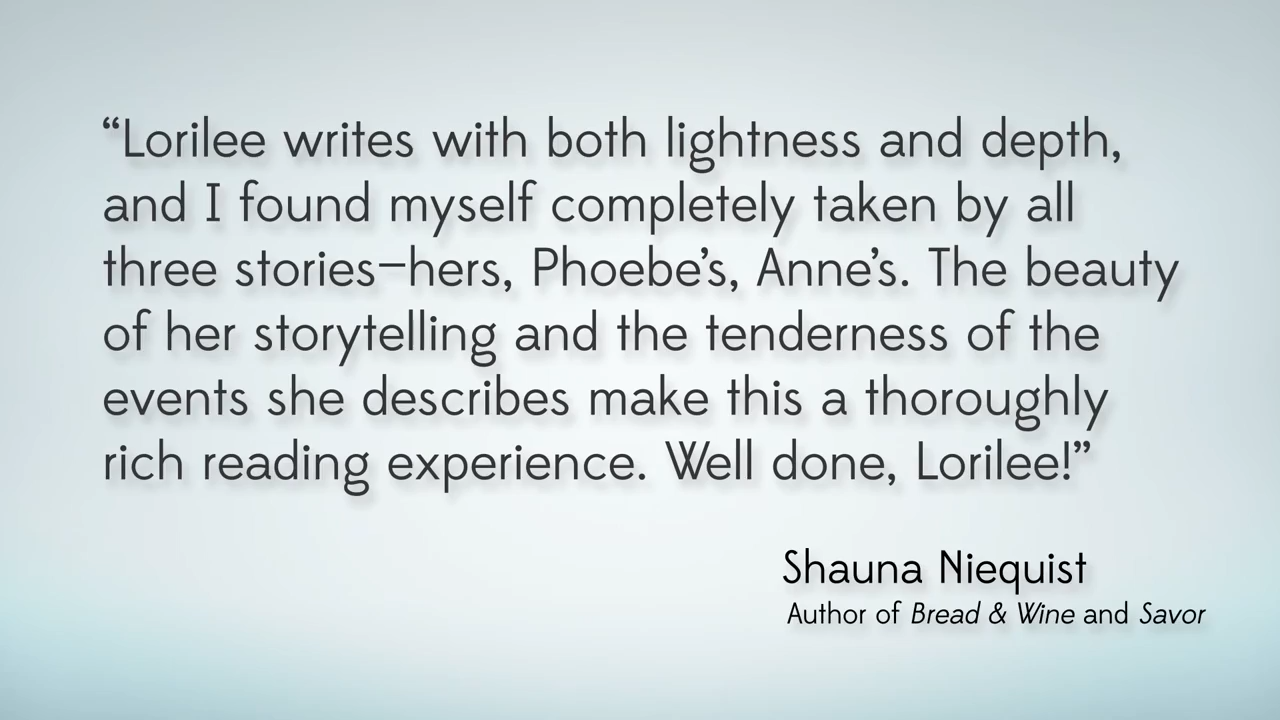 “Lorilee writes with both lightness and depth,
and I found myself completely taken by all
three stories—hers, Phoebe’s, Anne’s. The beauty
of her storytelling and the tenderness of the
events she describes make this a thoroughly
rich reading experience. Well done, Lorilee!”
Shauna Niequist
Author of Bread & Wine and Savor